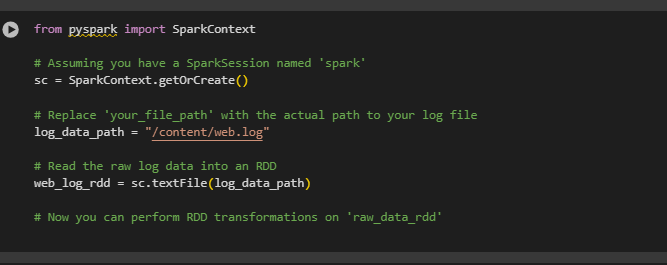 from pyspark import SparkContext
# Assuming you have a SparkSession named 'spark'
sc = SparkContext.getOrCreate()
# Replace 'your_file_path' with the actual path to your log file
log_data_path = "/content/web.log"
# Read the raw log data into an RDD
web_log_rdd = sc.textFile(log_data_path)
# Now you can perform RDD transformations on 'raw_data_rdd'